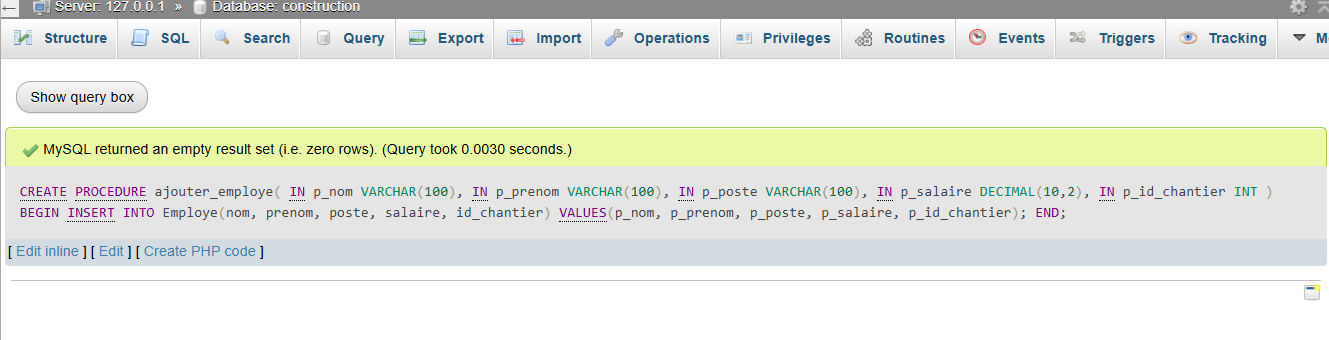 Server: 127.0.0.1 » Database: construction
Structure SQL Search Query Export Import Operations Privileges Routines Events Triggers Tracking
Show query box
MySQL returned an empty result set (i.e. zero rows). (Query took 0.0030 seconds.)
CREATE PROCEDURE ajouter_employe( IN p_nom VARCHAR(100), IN p_prenom VARCHAR(100), IN p_poste VARCHAR(100), IN p_salaire DECIMAL(10,2), IN p_id_chantier INT )
BEGIN INSERT INTO Employe(nom, prenom, poste, salaire, id_chantier) VALUES(p_nom, p_prenom, p_poste, p_salaire, p_id_chantier); END;
[ Edit inline ] [ Edit ] [ Create PHP code ]